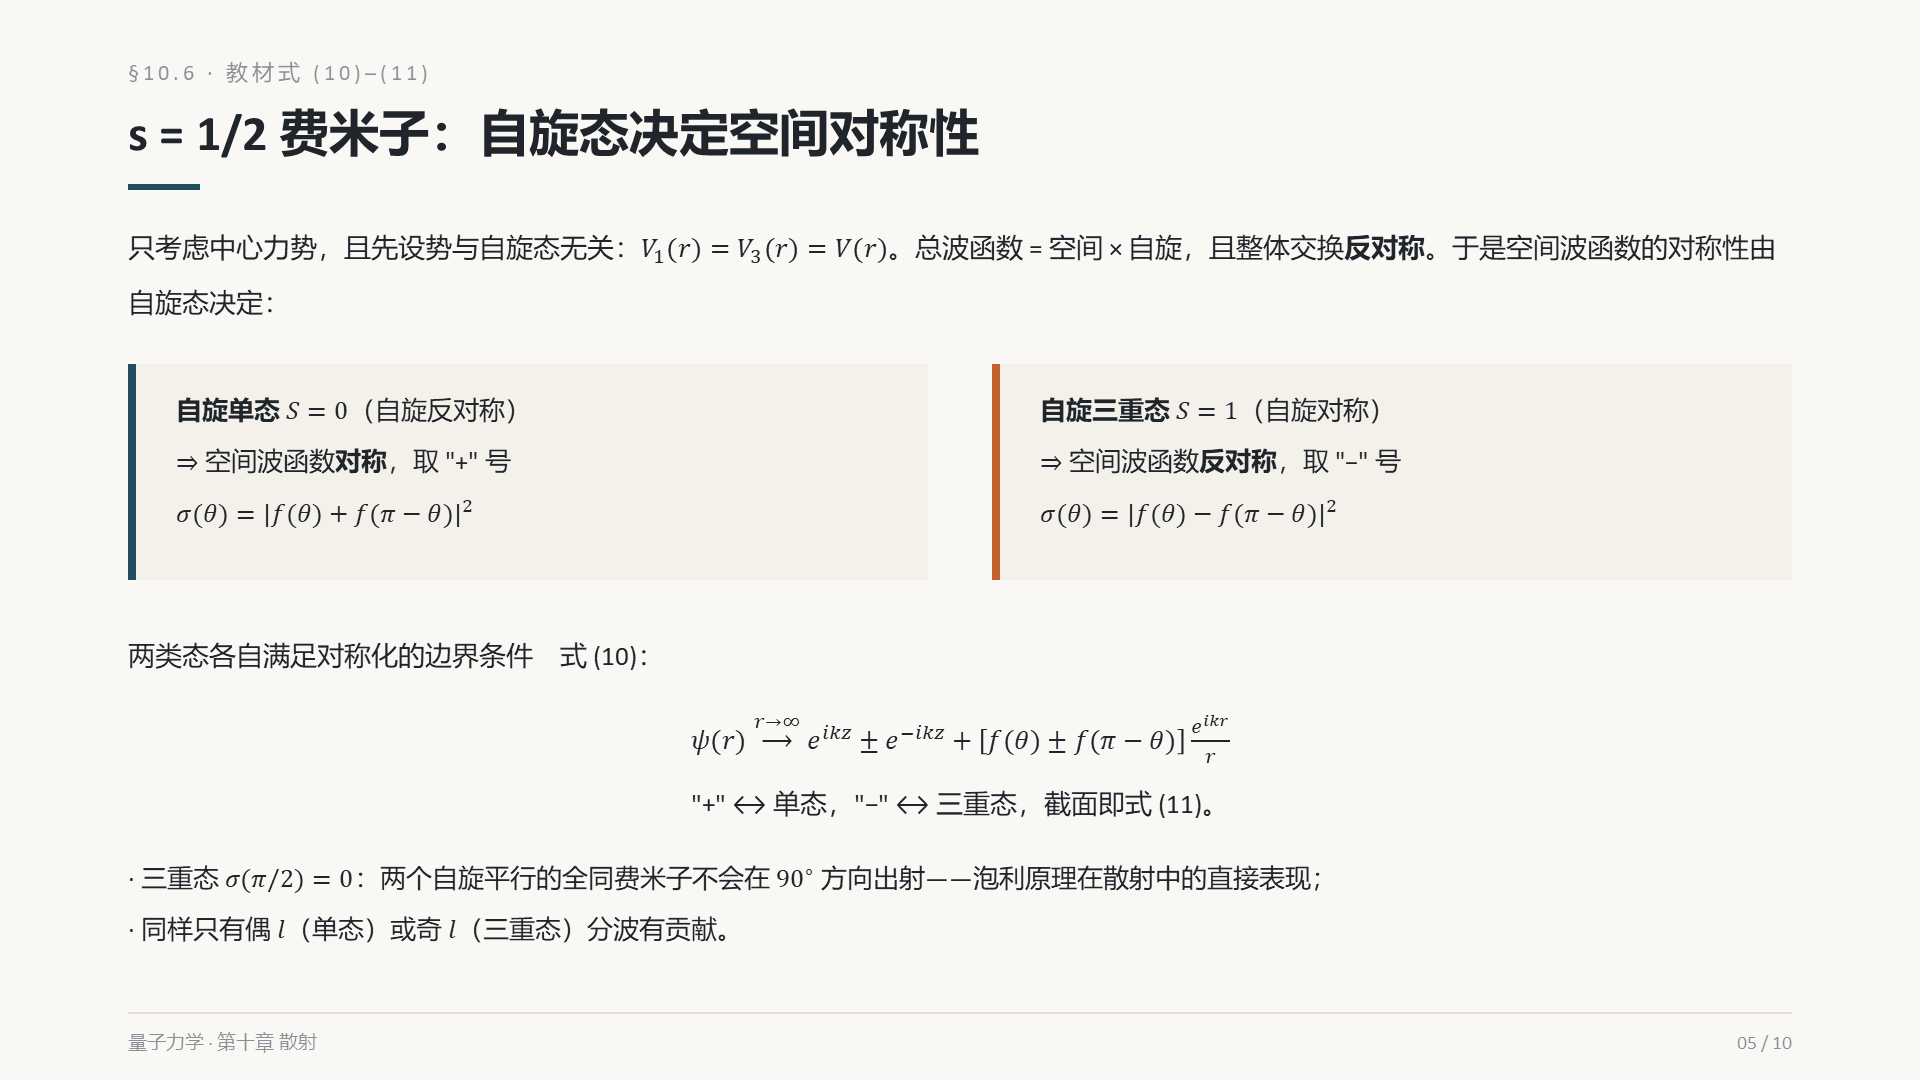 §10.6 · 教材式 (10)–(11)
s = 1/2 费米子：自旋态决定空间对称性
只考虑中心力势，且先设势与自旋态无关：V₁(r) = V₃(r) = V(r)。总波函数 = 空间 × 自旋，且整体交换反对称。于是空间波函数的对称性由
自旋态决定：
自旋单态 S = 0（自旋反对称）
⇒ 空间波函数对称，取 "+" 号
σ(θ) = |f(θ) + f(π − θ)|²
自旋三重态 S = 1（自旋对称）
⇒ 空间波函数反对称，取 "–" 号
σ(θ) = |f(θ) − f(π − θ)|²
两类态各自满足对称化的边界条件　式 (10)：
ψ(r) \overset{r→∞}{⟶} e^{ikz} ± e^{−ikz} + [f(θ) ± f(π − θ)] \frac{e^{ikr}}{r}
"+" ↔ 单态，"–" ↔ 三重态，截面即式 (11)。
· 三重态 σ(π/2) = 0：两个自旋平行的全同费米子不会在 90° 方向出射——泡利原理在散射中的直接表现；
· 同样只有偶 l（单态）或奇 l（三重态）分波有贡献。
量子力学 · 第十章 散射
05 / 10